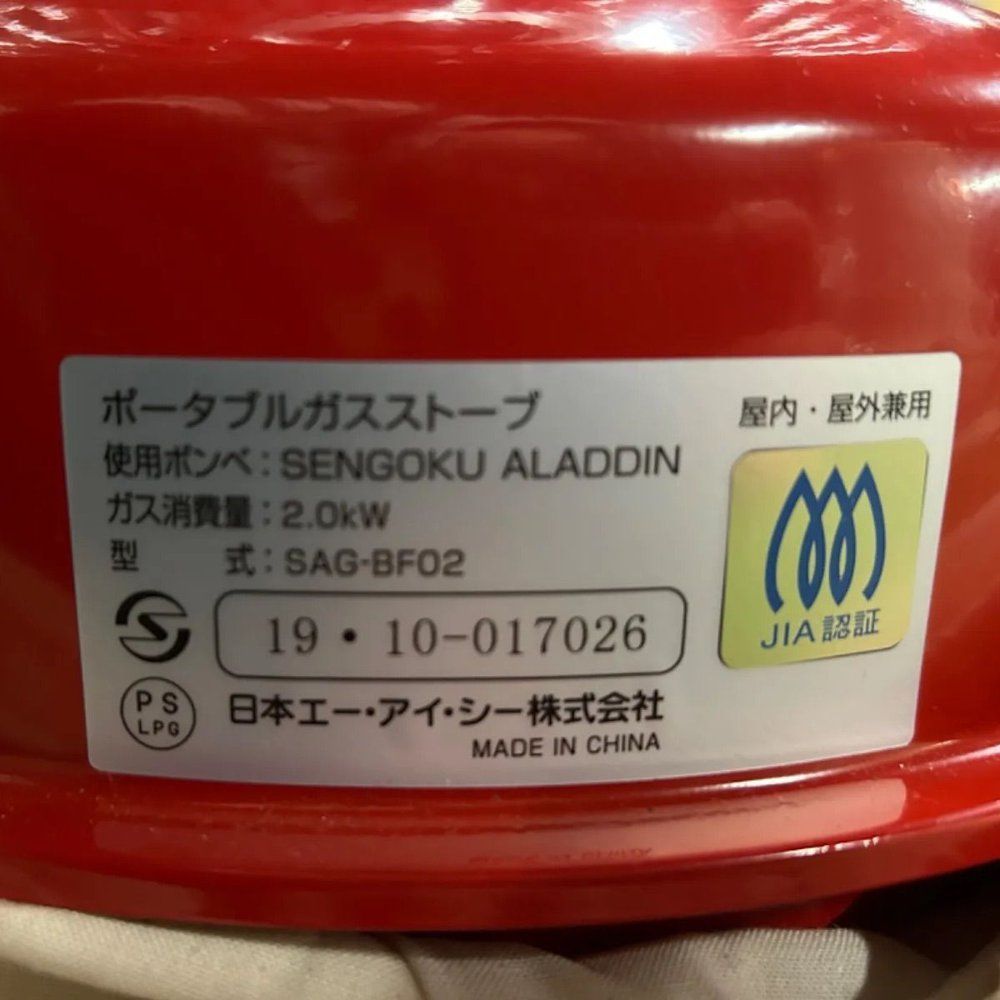 ポータブルガスストーブ
屋内・屋外兼用
使用ボンベ：SENGOKU ALADDIN
ガス消費量：2.0kW
型　　式：SAG-BF02
JIA認証
19・10-017026
PS
LPG
日本エー・アイ・シー株式会社
MADE IN CHINA